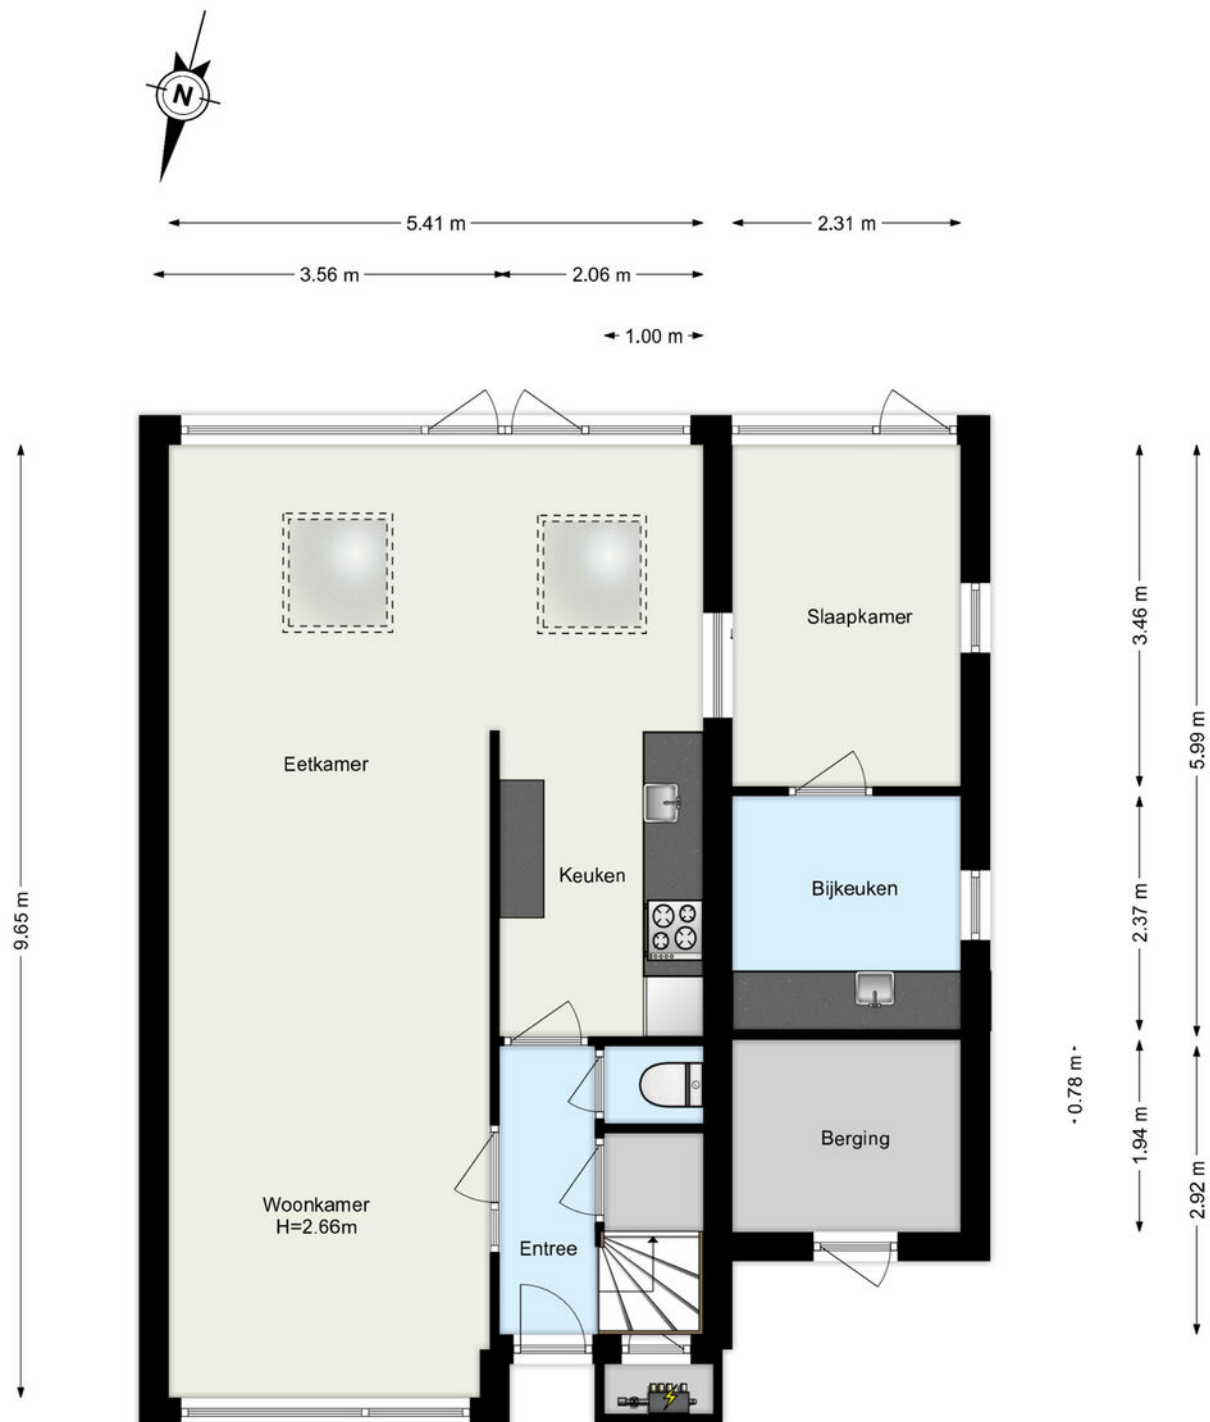 N
5.41 m
2.31 m
3.56 m
2.06 m
1.00 m
Slaapkamer
3.46 m
5.99 m
Eetkamer
Keuken
Bijkeuken
9.65 m
2.37 m
0.78 m
Berging
1.94 m
2.92 m
Woonkamer
H=2.66m
Entree